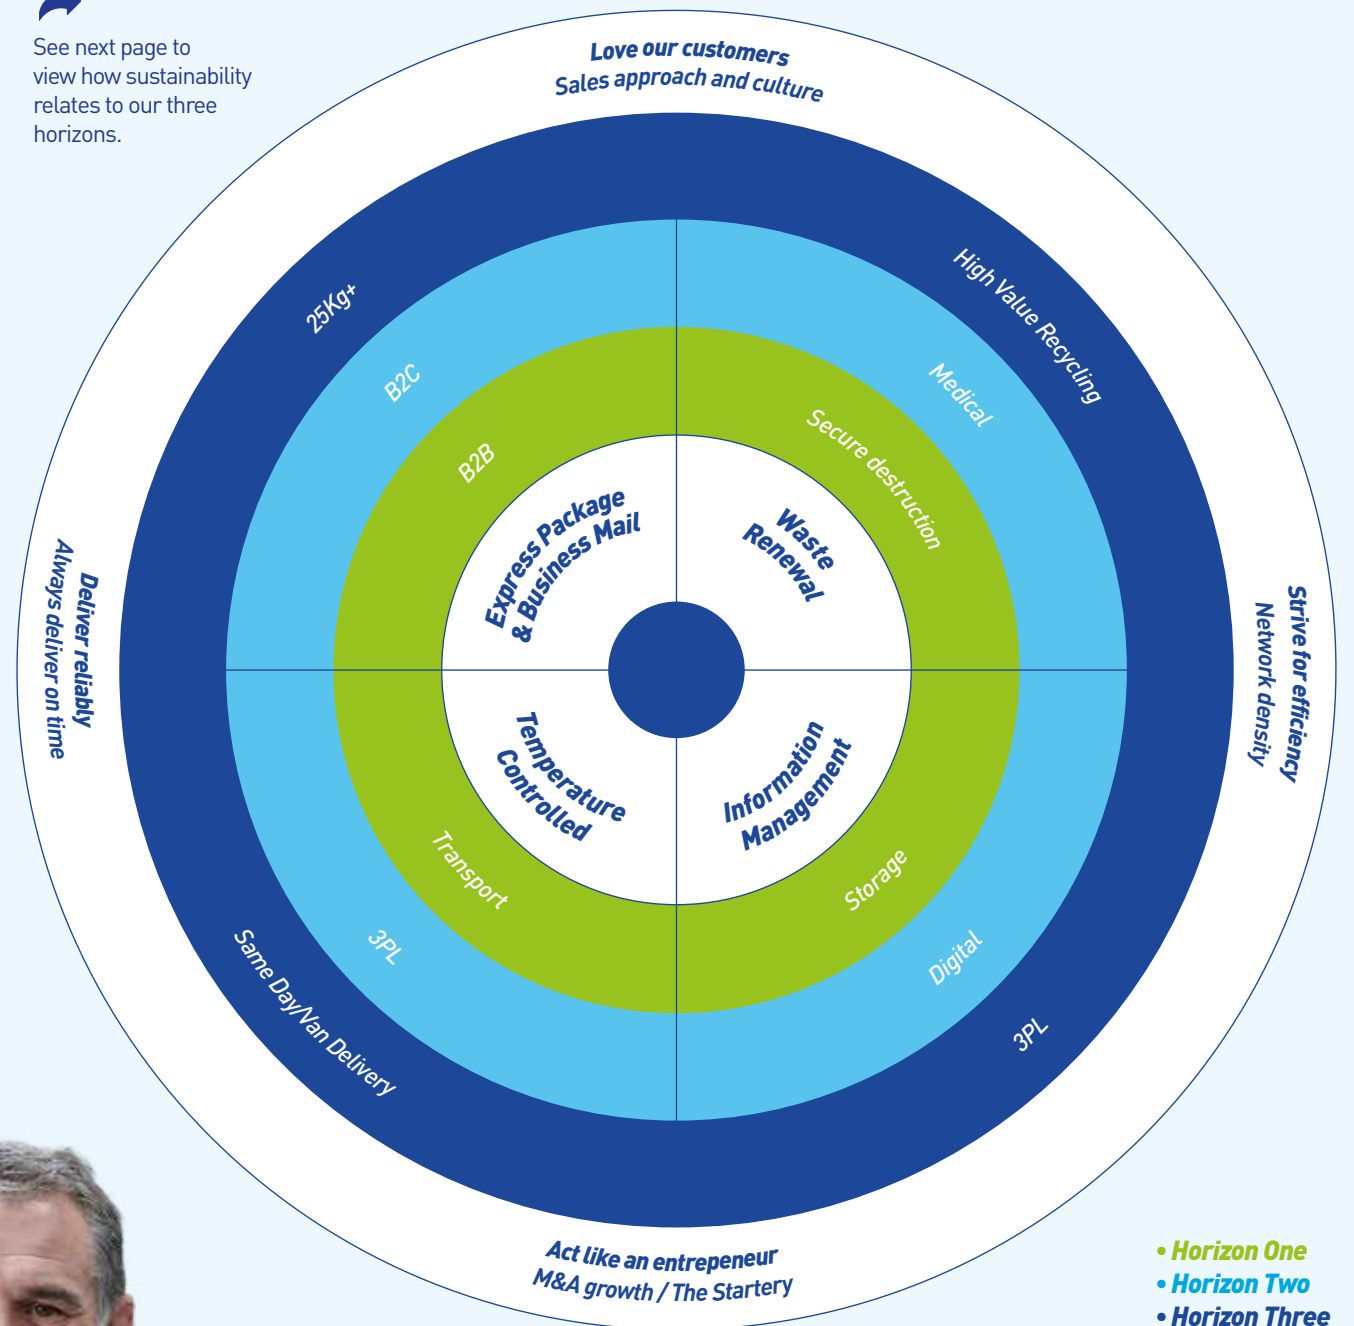 See next page to
view how sustainability
relates to our three
horizons.
Love our customers
Sales approach and culture
25Kg+
High Value Recycling
B2C
Medical
B2B
Secure destruction
Express Package
& Business Mail
Waste
Renewal
Deliver reliably
Always deliver on time
Strive for efficiency
Network density
Temperature
Controlled
Information
Management
Transport
Storage
3PL
Digital
Same Day/Van Delivery
3PL
Act like an entrepeneur
M&A growth / The Startery
• Horizon One
• Horizon Two
• Horizon Three